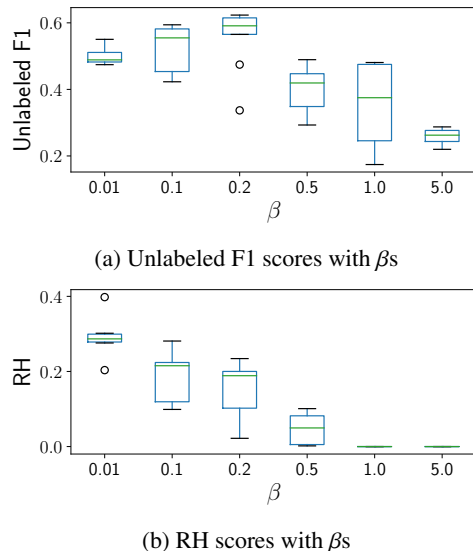 Unlabeled F1
0.6
0.4
0.2
0.01 0.1 0.2 0.5 1.0 5.0
β
(a) Unlabeled F1 scores with βs
RH
0.4
0.2
0.0
0.01 0.1 0.2 0.5 1.0 5.0
β
(b) RH scores with βs